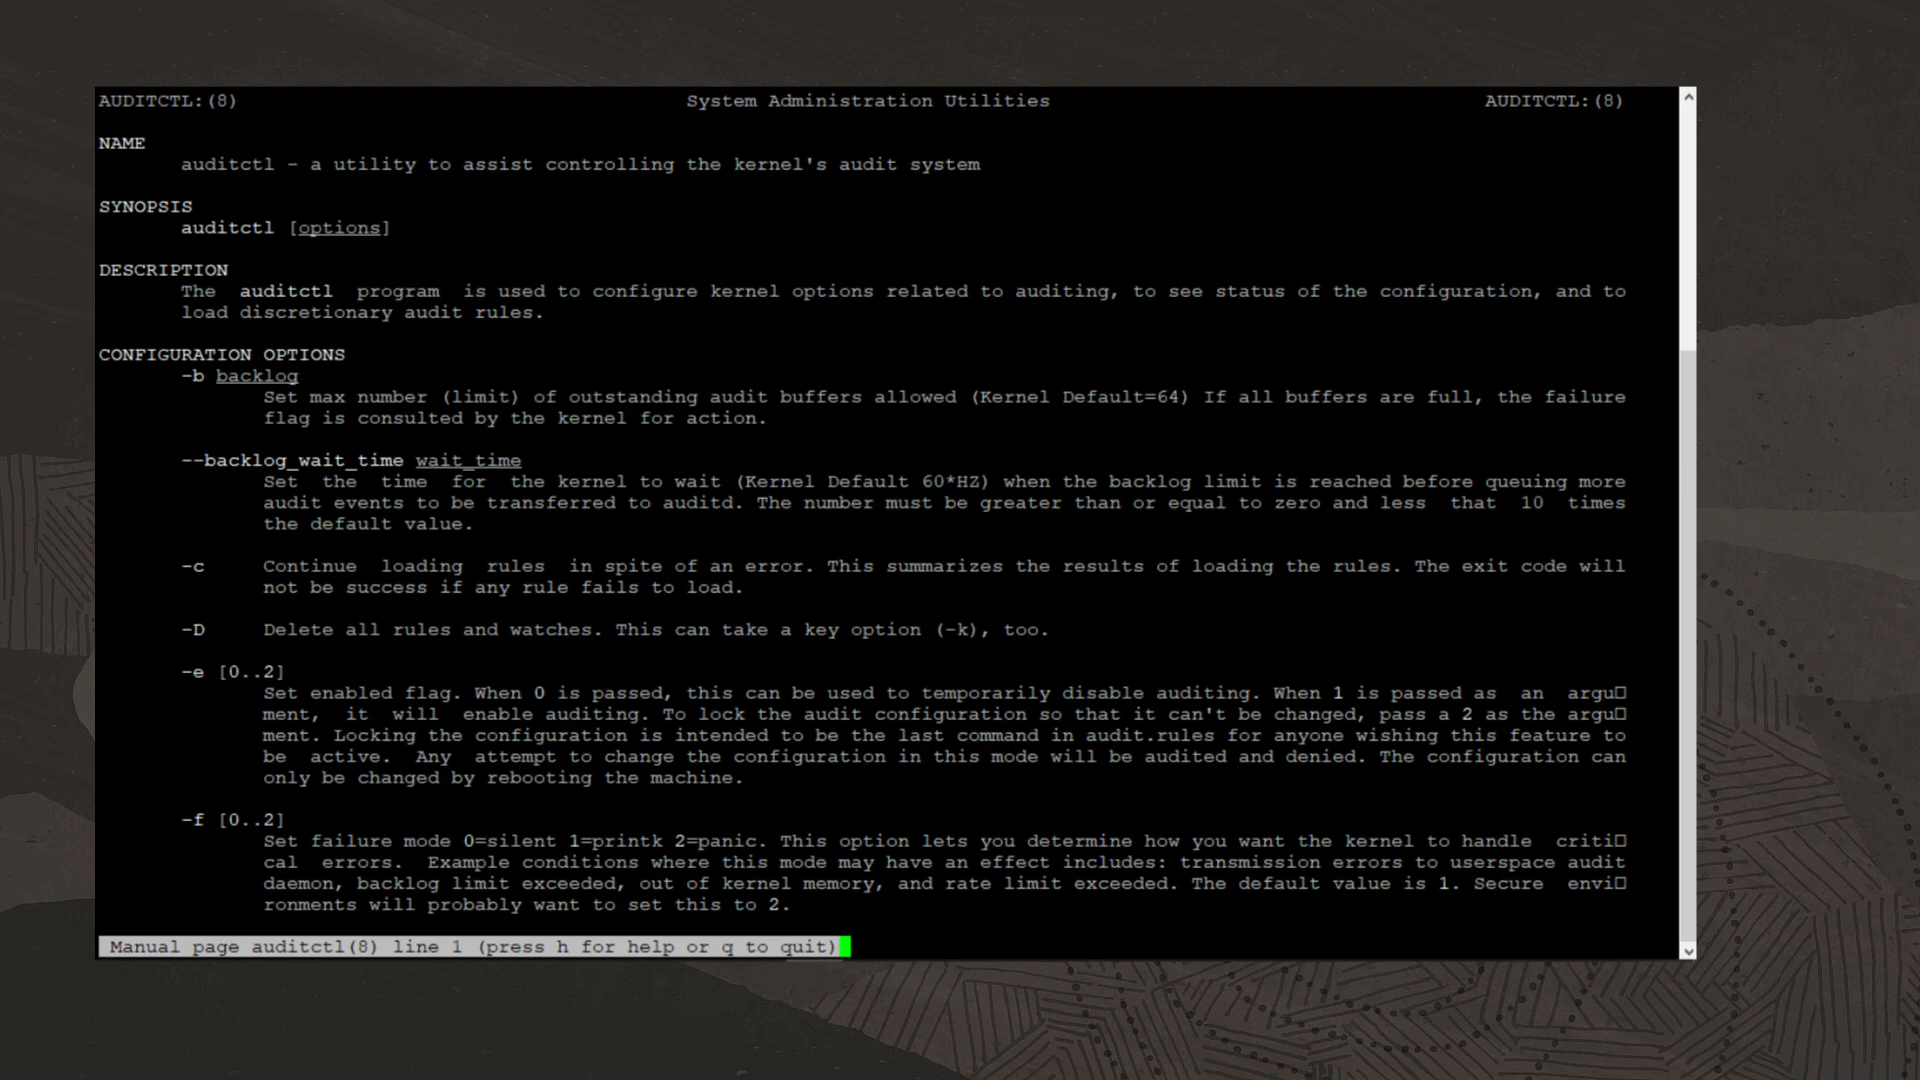 AUDITCTL:(8) System Administration Utilities AUDITCTL:(8)
NAME
auditctl - a utility to assist controlling the kernel's audit system
SYNOPSIS
auditctl [options]
DESCRIPTION
The auditctl program is used to configure kernel options related to auditing, to see status of the configuration, and to
load discretionary audit rules.
CONFIGURATION OPTIONS
-b backlog
Set max number (limit) of outstanding audit buffers allowed (Kernel Default=64) If all buffers are full, the failure
flag is consulted by the kernel for action.
--backlog_wait_time wait_time
Set the time for the kernel to wait (Kernel Default 60*HZ) when the backlog limit is reached before queuing more
audit events to be transferred to auditd. The number must be greater than or equal to zero and less that 10 times
the default value.
-c Continue loading rules in spite of an error. This summarizes the results of loading the rules. The exit code will
not be success if any rule fails to load.
-D Delete all rules and watches. This can take a key option (-k), too.
-e [0..2]
Set enabled flag. When 0 is passed, this can be used to temporarily disable auditing. When 1 is passed as an argu□
ment, it will enable auditing. To lock the audit configuration so that it can't be changed, pass a 2 as the argu□
ment. Locking the configuration is intended to be the last command in audit.rules for anyone wishing this feature to
be active. Any attempt to change the configuration in this mode will be audited and denied. The configuration can
only be changed by rebooting the machine.
-f [0..2]
Set failure mode 0=silent 1=printk 2=panic. This option lets you determine how you want the kernel to handle criti□
cal errors. Example conditions where this mode may have an effect includes: transmission errors to userspace audit
daemon, backlog limit exceeded, out of kernel memory, and rate limit exceeded. The default value is 1. Secure envi□
ronments will probably want to set this to 2.
Manual page auditctl(8) line 1 (press h for help or q to quit)